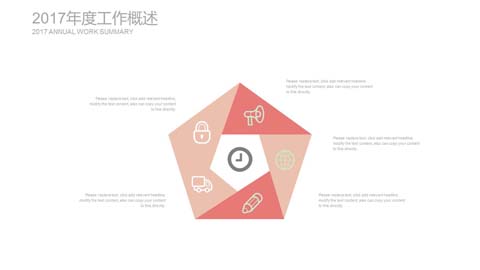 2017年度工作概述
2017 ANNUAL WORK SUMMARY
Please replace text, click add relevant headline,
modify the text content, also can copy your content
to this directly.
Please replace text, click add relevant headline,
modify the text content, also can copy your content
to this directly.
Please replace text, click add relevant headline,
modify the text content, also can copy your content
to this directly.
Please replace text, click add relevant headline,
modify the text content, also can copy your content
to this directly.
Please replace text, click add relevant headline,
modify the text content, also can copy your content
to this directly.